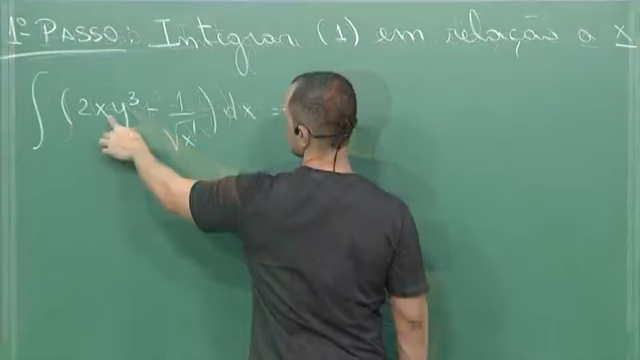 1º PASSO: Integrar (1) em relação a x
∫ (2xy³ - 1/√x) dx =